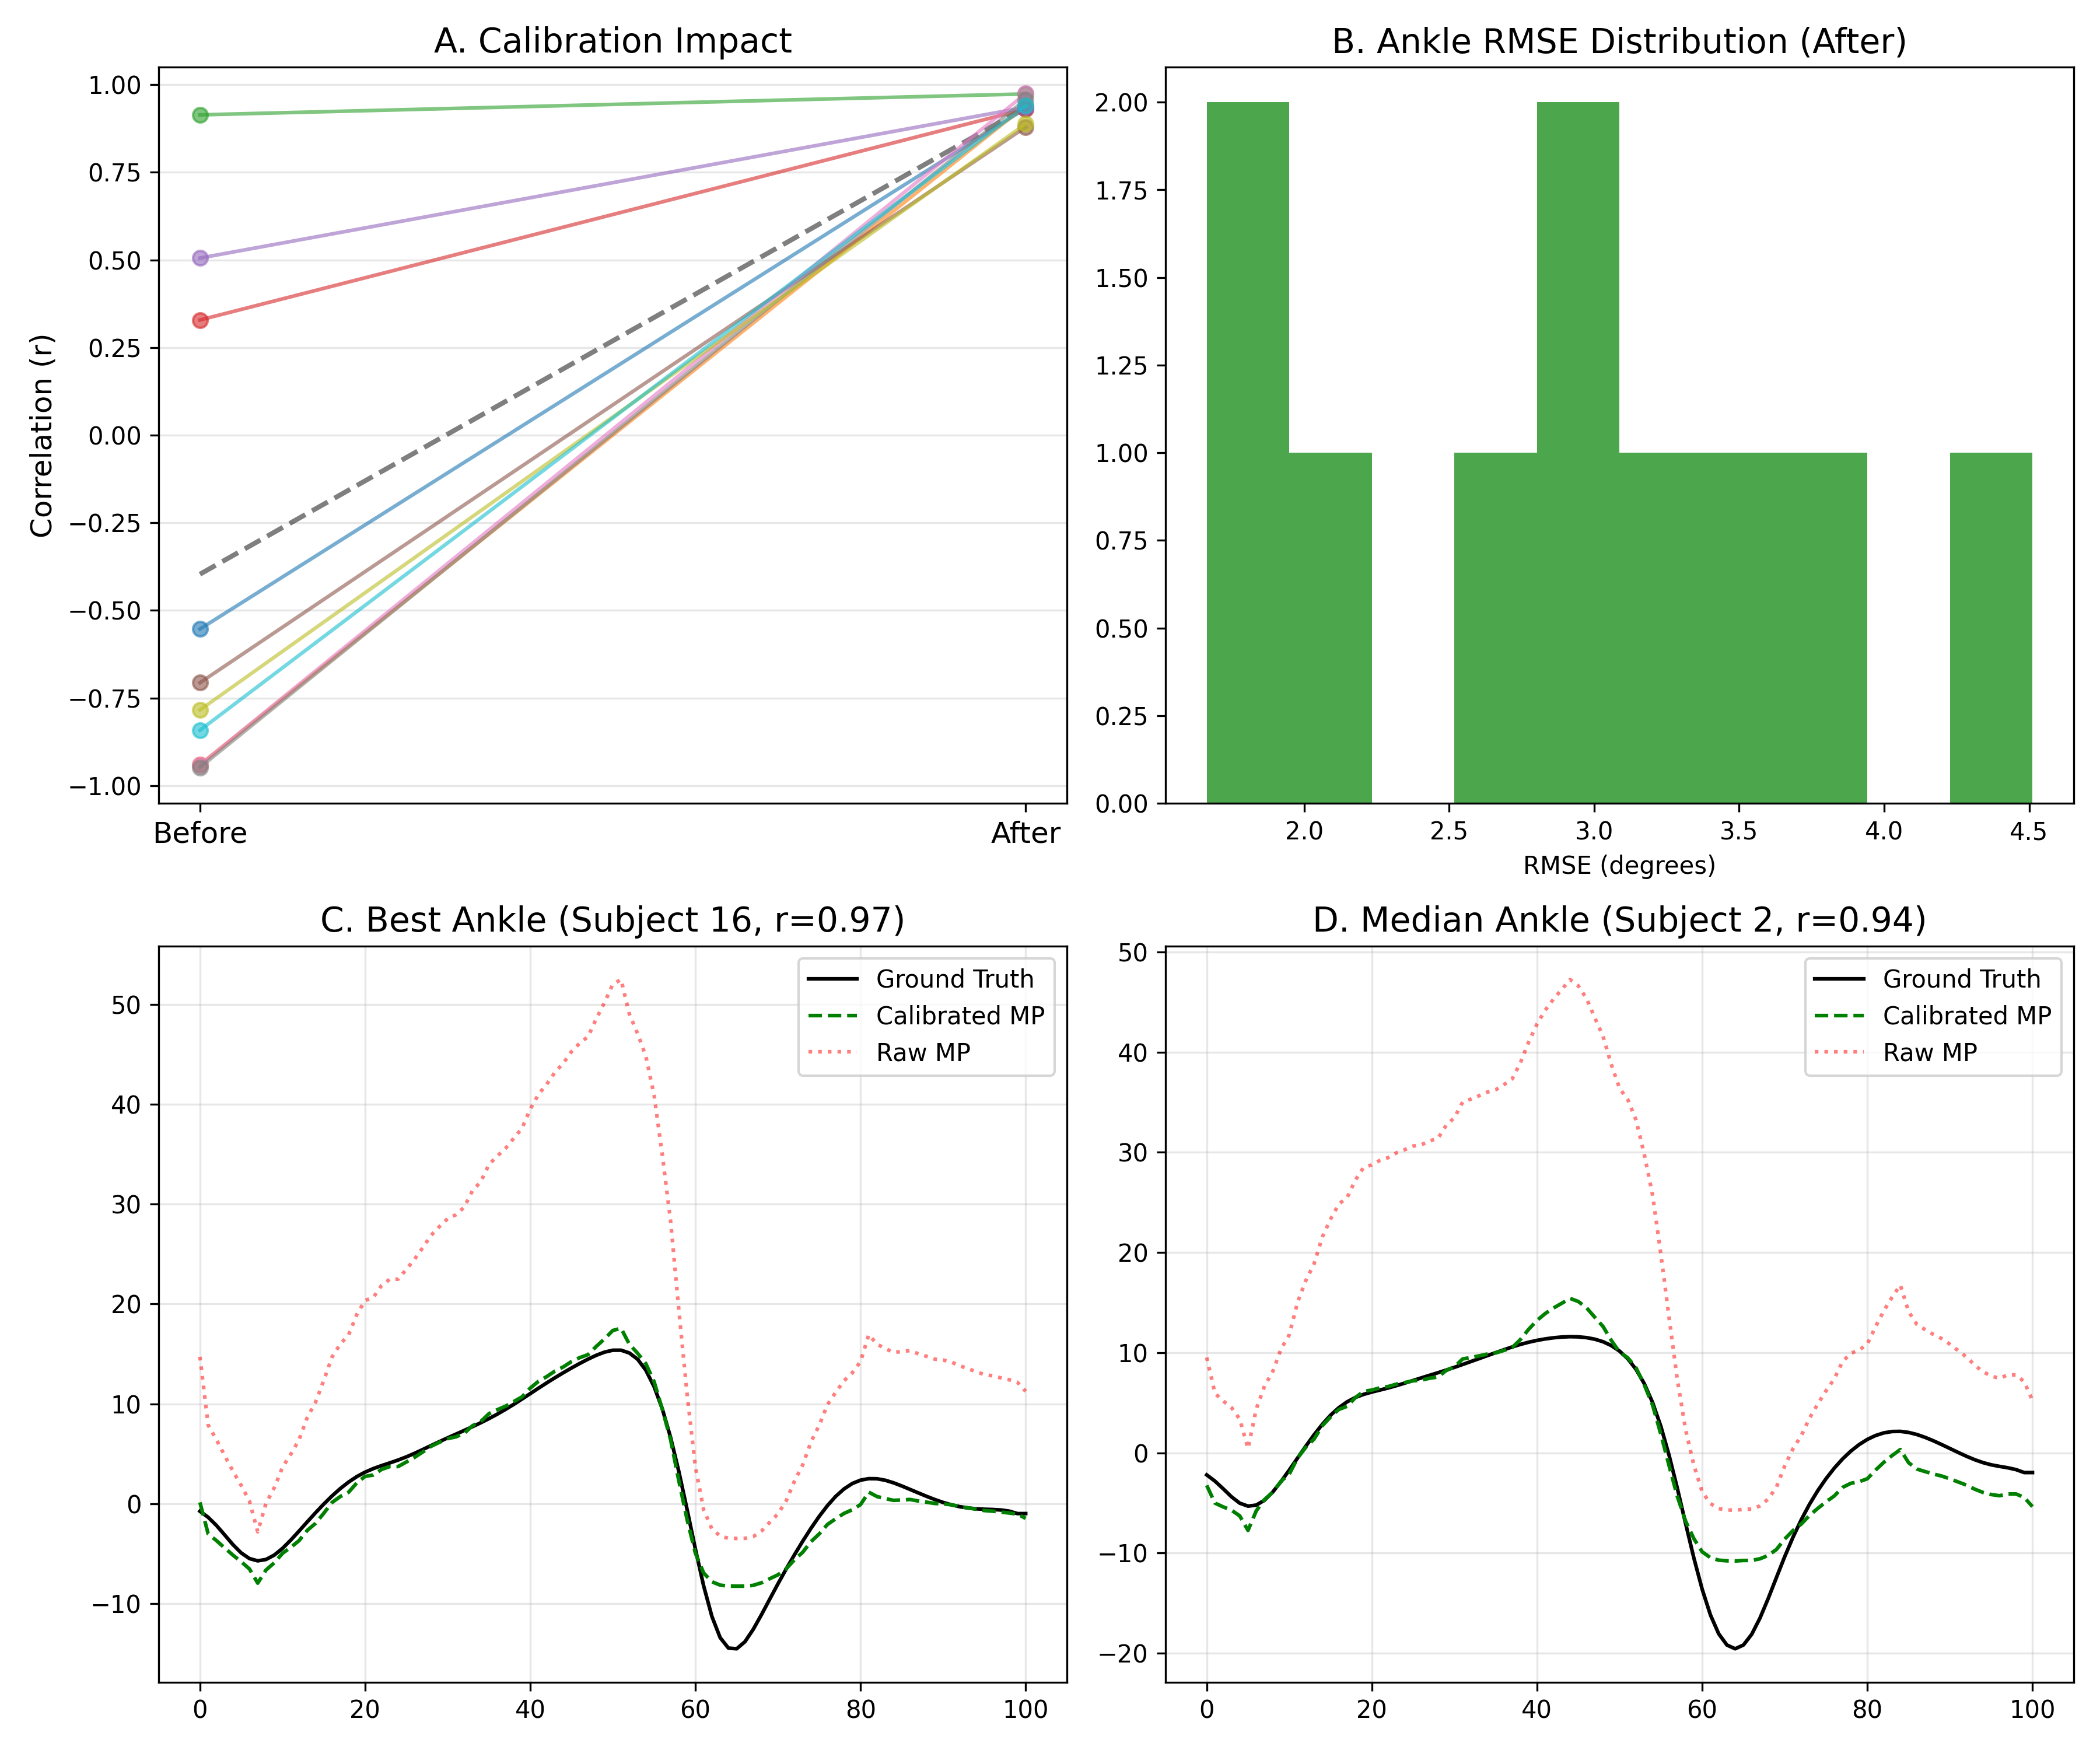 A. Calibration Impact
Correlation (r)
1.00
0.75
0.50
0.25
0.00
−0.25
−0.50
−0.75
−1.00
Before
After
B. Ankle RMSE Distribution (After)
2.00
1.75
1.50
1.25
1.00
0.75
0.50
0.25
0.00
2.0 2.5 3.0 3.5 4.0 4.5
RMSE (degrees)
C. Best Ankle (Subject 16, r=0.97)
Ground Truth
Calibrated MP
Raw MP
50
40
30
20
10
0
−10
0 20 40 60 80 100
D. Median Ankle (Subject 2, r=0.94)
Ground Truth
Calibrated MP
Raw MP
50
40
30
20
10
0
−10
−20
0 20 40 60 80 100